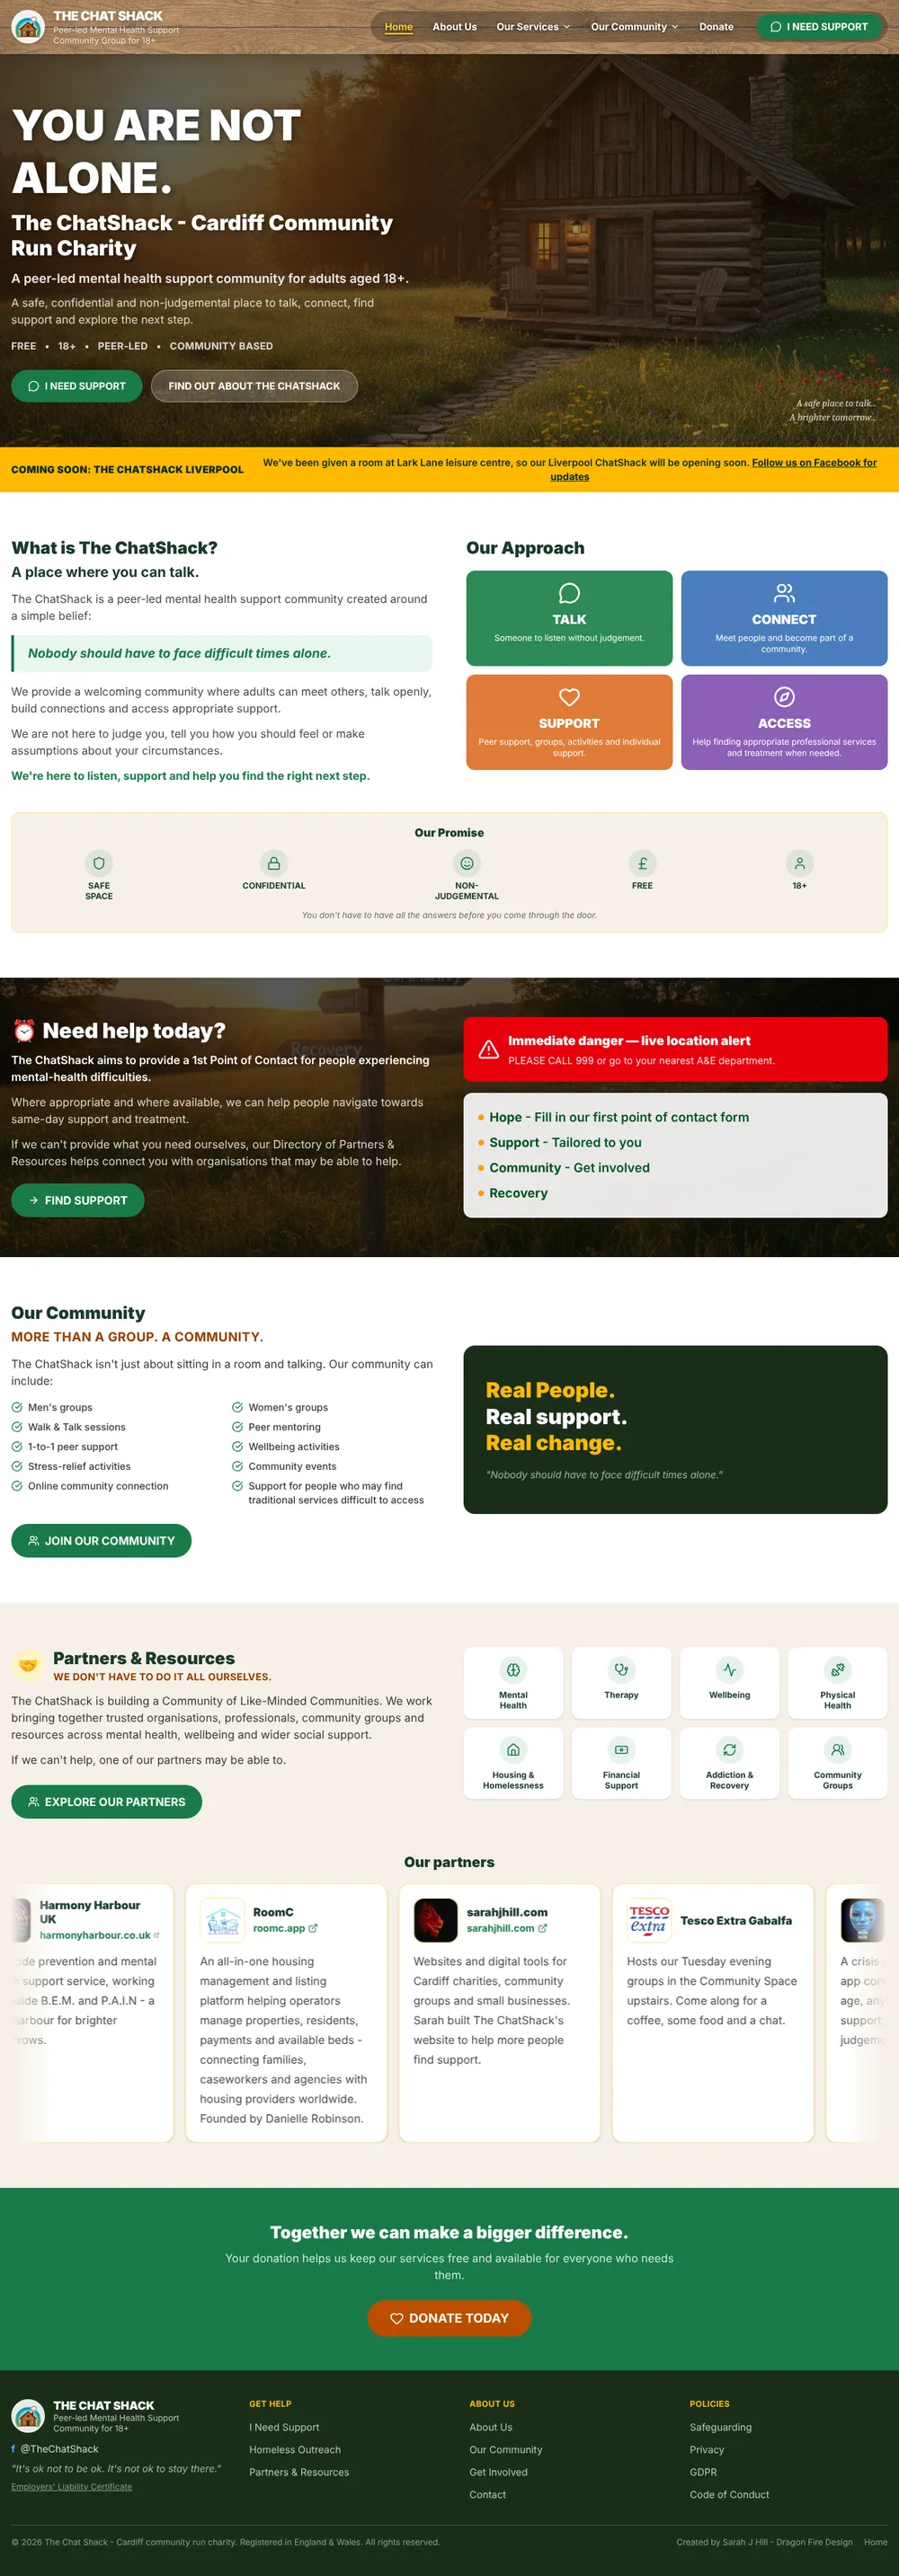 THE CHAT SHACK
Peer-led Mental Health Support
Community Group for 18+
Home
About Us
Our Services
Our Community
Donate
I NEED SUPPORT
YOU ARE NOT
ALONE.
The ChatShack - Cardiff Community
Run Charity
A peer-led mental health support community for adults aged 18+.
A safe, confidential and non-judgemental place to talk, connect, find
support and explore the next step.
FREE • 18+ • PEER-LED • COMMUNITY BASED
I NEED SUPPORT
FIND OUT ABOUT THE CHATSHACK
A safe place to talk...
A brighter tomorrow...
COMING SOON: THE CHATSHACK LIVERPOOL
We've been given a room at Lark Lane leisure centre, so our Liverpool ChatShack will be opening soon. Follow us on Facebook for
updates
What is The ChatShack?
A place where you can talk.
The ChatShack is a peer-led mental health support community created around
a simple belief:
Nobody should have to face difficult times alone.
We provide a welcoming community where adults can meet others, talk openly,
build connections and access appropriate support.
We are not here to judge you, tell you how you should feel or make
assumptions about your circumstances.
We're here to listen, support and help you find the right next step.
Our Approach
TALK
Someone to listen without judgement.
CONNECT
Meet people and become part of a
community.
SUPPORT
Peer support, groups, activities and individual
support.
ACCESS
Help finding appropriate professional services
and treatment when needed.
Our Promise
SAFE
SPACE
CONFIDENTIAL
NON-
JUDGEMENTAL
FREE
18+
You don't have to have all the answers before you come through the door.
Community
Recovery
Need help today?
The ChatShack aims to provide a 1st Point of Contact for people experiencing
mental-health difficulties.
Where appropriate and where available, we can help people navigate towards
same-day support and treatment.
If we can't provide what you need ourselves, our Directory of Partners &
Resources helps connect you with organisations that may be able to help.
FIND SUPPORT
Immediate danger — live location alert
PLEASE CALL 999 or go to your nearest A&E department.
Hope - Fill in our first point of contact form
Support - Tailored to you
Community - Get involved
Recovery
Our Community
MORE THAN A GROUP. A COMMUNITY.
The ChatShack isn't just about sitting in a room and talking. Our community can
include:
Men's groups
Women's groups
Walk & Talk sessions
Peer mentoring
1-to-1 peer support
Wellbeing activities
Stress-relief activities
Community events
Online community connection
Support for people who may find
traditional services difficult to access
JOIN OUR COMMUNITY
Real People.
Real support.
Real change.
"Nobody should have to face difficult times alone."
Partners & Resources
WE DON'T HAVE TO DO IT ALL OURSELVES.
The ChatShack is building a Community of Like-Minded Communities. We work
bringing together trusted organisations, professionals, community groups and
resources across mental health, wellbeing and wider social support.
If we can't help, one of our partners may be able to.
EXPLORE OUR PARTNERS
Mental
Health
Therapy
Wellbeing
Physical
Health
Housing &
Homelessness
Financial
Support
Addiction &
Recovery
Community
Groups
Our partners
Harmony Harbour
UK
harmonyharbour.co.uk
prevention and mental
support service, working
B.E.M. and P.A.I.N - a
harbour for brighter
RoomC
roomc.app
An all-in-one housing
management and listing
platform helping operators
manage properties, residents,
payments and available beds -
connecting families,
caseworkers and agencies with
housing providers worldwide.
Founded by Danielle Robinson.
sarahjhill.com
sarahjhill.com
Websites and digital tools for
Cardiff charities, community
groups and small businesses.
Sarah built The ChatShack's
website to help more people
find support.
TESCO
extra
Tesco Extra Gabalfa
Hosts our Tuesday evening
groups in the Community Space
upstairs. Come along for a
coffee, some food and a chat.
A crisis
app
age,
support
Together we can make a bigger difference.
Your donation helps us keep our services free and available for everyone who needs
them.
DONATE TODAY
THE CHAT SHACK
Peer-led Mental Health Support
Community for 18+
f @TheChatShack
"It's ok not to be ok. It's not ok to stay there."
Employers' Liability Certificate
GET HELP
I Need Support
Homeless Outreach
Partners & Resources
ABOUT US
About Us
Our Community
Get Involved
Contact
POLICIES
Safeguarding
Privacy
GDPR
Code of Conduct
© 2026 The Chat Shack - Cardiff community run charity. Registered in England & Wales. All rights reserved.
Created by Sarah J Hill - Dragon Fire Design
Home